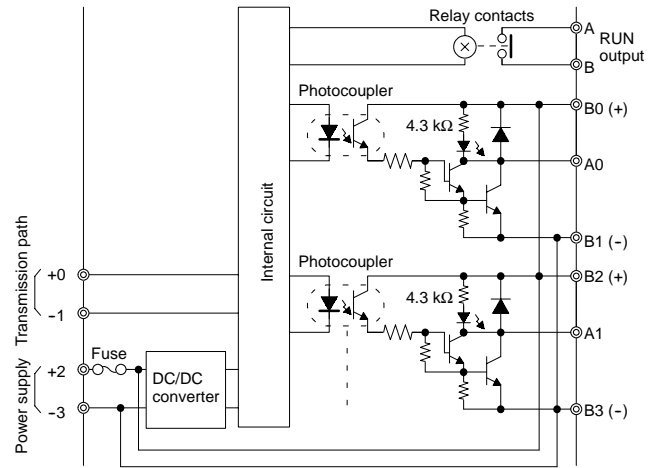 Relay contacts
A
RUN
output
B
Photocoupler
B0 (+)
4.3 kΩ
A0
B1 (-)
Internal circuit
Transmission path
+0
-1
Photocoupler
B2 (+)
4.3 kΩ
A1
B3 (-)
Power supply
+2
-3
Fuse
DC/DC
converter